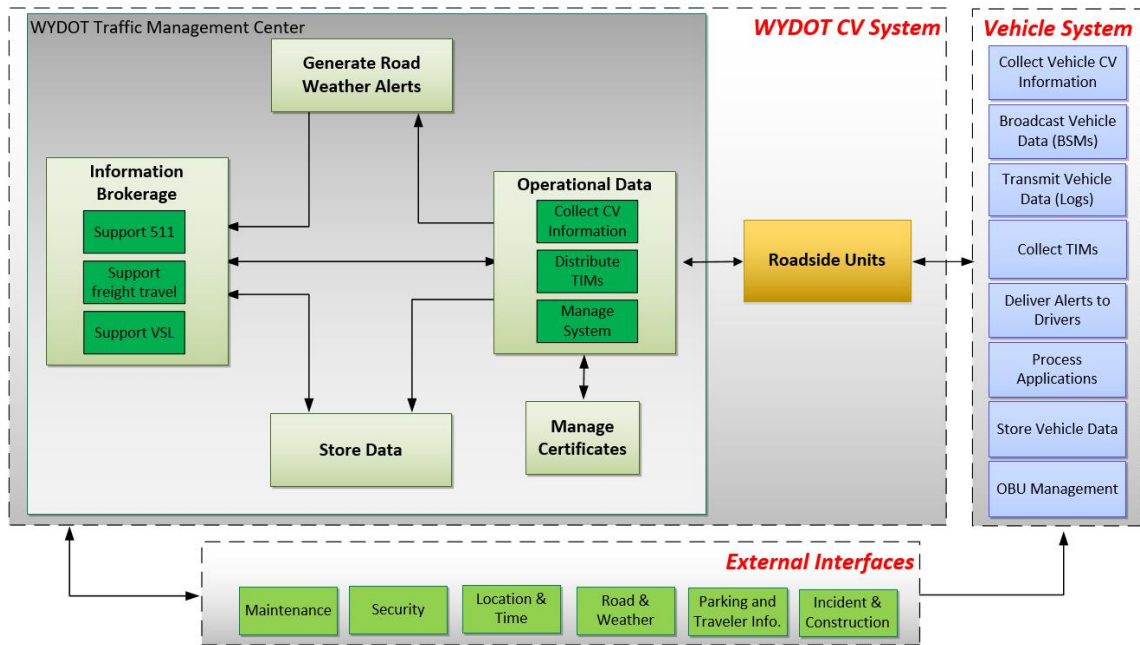 WYDOT Traffic Management Center
WYDOT CV System
Vehicle System
Generate Road
Weather Alerts
Information
Brokerage
Support 511
Support
freight travel
Support VSL
Operational Data
Collect CV
Information
Distribute
TIMs
Manage
System
Store Data
Manage
Certificates
Roadside Units
Collect Vehicle CV
Information
Broadcast Vehicle
Data (BSMs)
Transmit Vehicle
Data (Logs)
Collect TIMs
Deliver Alerts to
Drivers
Process
Applications
Store Vehicle Data
OBU Management
External Interfaces
Maintenance
Security
Location &
Time
Road &
Weather
Parking and
Traveler Info.
Incident &
Construction